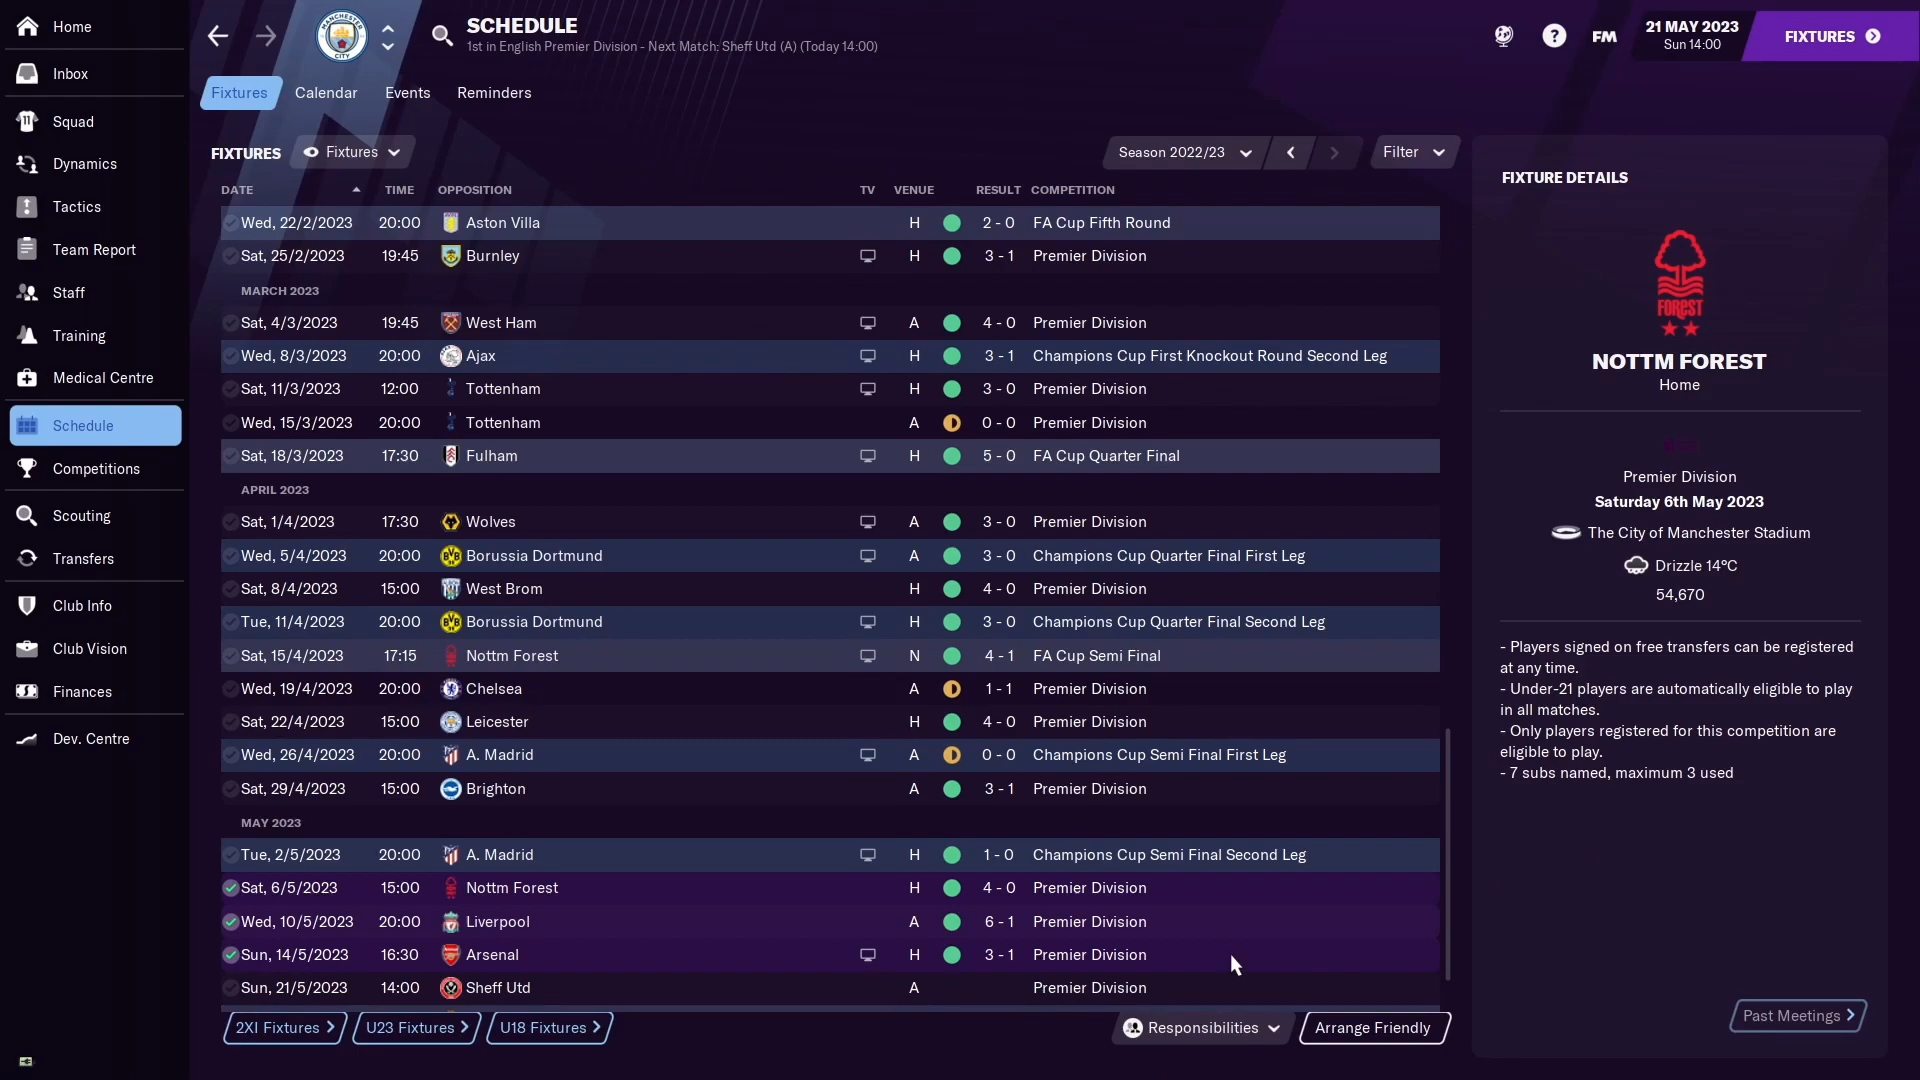 Home
Inbox
Squad
Dynamics
Tactics
Team Report
Staff
Training
Medical Centre
Schedule
Competitions
Scouting
Transfers
Club Info
Club Vision
Finances
Dev. Centre
MANCHESTER CITY
SCHEDULE
1st in English Premier Division - Next Match: Sheff Utd (A) (Today 14:00)
? FM
21 MAY 2023
Sun 14:00
FIXTURES
Fixtures Calendar Events Reminders
FIXTURES Fixtures Season 2022/23 Filter
DATE TIME OPPOSITION TV VENUE RESULT COMPETITION
Wed, 22/2/2023 20:00 Aston Villa H 2 - 0 FA Cup Fifth Round
Sat, 25/2/2023 19:45 Burnley H 3 - 1 Premier Division
MARCH 2023
Sat, 4/3/2023 19:45 West Ham A 4 - 0 Premier Division
Wed, 8/3/2023 20:00 Ajax H 3 - 1 Champions Cup First Knockout Round Second Leg
Sat, 11/3/2023 12:00 Tottenham H 3 - 0 Premier Division
Wed, 15/3/2023 20:00 Tottenham A 0 - 0 Premier Division
Sat, 18/3/2023 17:30 Fulham H 5 - 0 FA Cup Quarter Final
APRIL 2023
Sat, 1/4/2023 17:30 Wolves A 3 - 0 Premier Division
Wed, 5/4/2023 20:00 Borussia Dortmund A 3 - 0 Champions Cup Quarter Final First Leg
Sat, 8/4/2023 15:00 West Brom H 4 - 0 Premier Division
Tue, 11/4/2023 20:00 Borussia Dortmund H 3 - 0 Champions Cup Quarter Final Second Leg
Sat, 15/4/2023 17:15 Nottm Forest N 4 - 1 FA Cup Semi Final
Wed, 19/4/2023 20:00 Chelsea A 1 - 1 Premier Division
Sat, 22/4/2023 15:00 Leicester H 4 - 0 Premier Division
Wed, 26/4/2023 20:00 A. Madrid A 0 - 0 Champions Cup Semi Final First Leg
Sat, 29/4/2023 15:00 Brighton A 3 - 1 Premier Division
MAY 2023
Tue, 2/5/2023 20:00 A. Madrid H 1 - 0 Champions Cup Semi Final Second Leg
Sat, 6/5/2023 15:00 Nottm Forest H 4 - 0 Premier Division
Wed, 10/5/2023 20:00 Liverpool A 6 - 1 Premier Division
Sun, 14/5/2023 16:30 Arsenal H 3 - 1 Premier Division
Sun, 21/5/2023 14:00 Sheff Utd A Premier Division
2XI Fixtures U23 Fixtures U18 Fixtures Responsibilities Arrange Friendly
FIXTURE DETAILS
FOREST
NOTTM FOREST
Home
Premier Division
Saturday 6th May 2023
The City of Manchester Stadium
Drizzle 14°C
54,670
- Players signed on free transfers can be registered
at any time.
- Under-21 players are automatically eligible to play
in all matches.
- Only players registered for this competition are
eligible to play.
- 7 subs named, maximum 3 used
Past Meetings